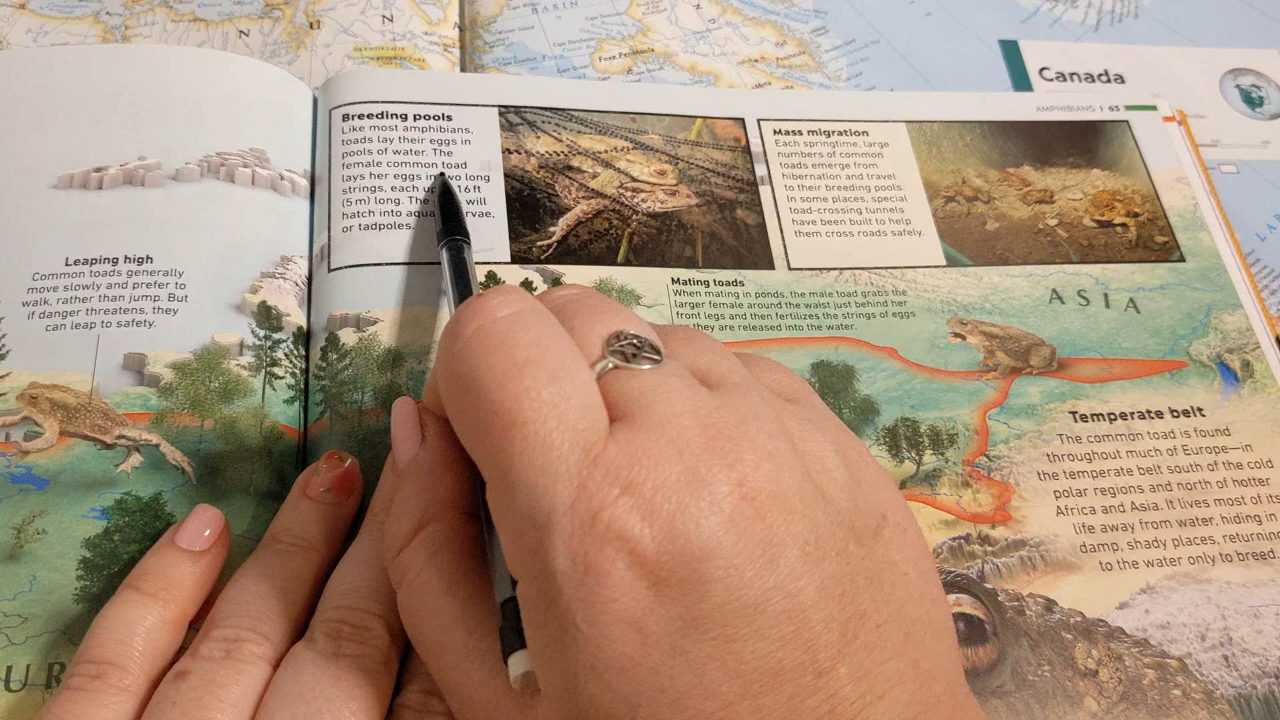 N U N A
BASIN
Foxe Peninsula
Canada
AMPHIBIANS | 63
Breeding pools
Like most amphibians,
toads lay their eggs in
pools of water. The
female common toad
lays her eggs in two long
strings, each up 16 ft
(5 m) long. The will
hatch into aqua rvae,
or tadpoles.
Mass migration
Each springtime, large
numbers of common
toads emerge from
hibernation and travel
to their breeding pools.
In some places, special
toad-crossing tunnels
have been built to help
them cross roads safely.
Leaping high
Common toads generally
move slowly and prefer to
walk, rather than jump. But
if danger threatens, they
can leap to safety.
Mating toads
When mating in ponds, the male toad grabs the
larger female around the waist just behind her
front legs and then fertilizes the strings of eggs
they are released into the water.
ASIA
Temperate belt
The common toad is found
throughout much of Europe—in
the temperate belt south of the cold
polar regions and north of hotter
Africa and Asia. It lives most of its
life away from water, hiding in
damp, shady places, returning
to the water only to breed.
UR